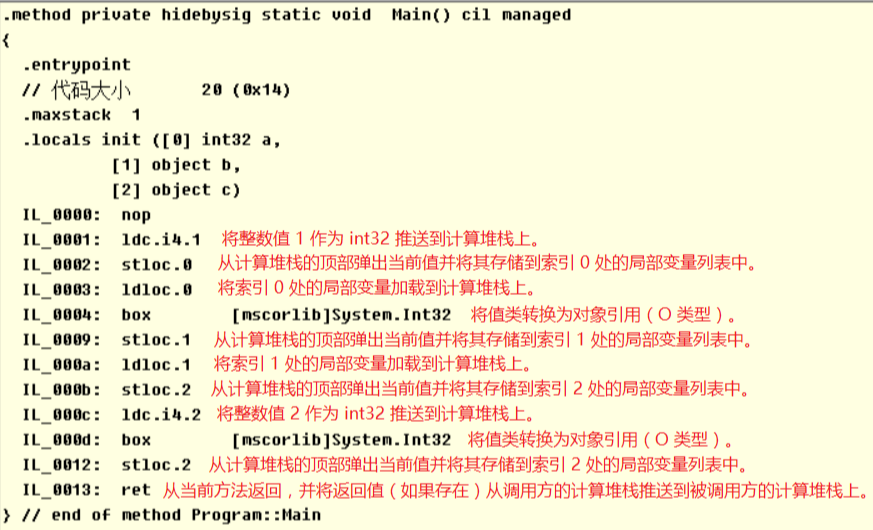 .method private hidebysig static void  Main() cil managed
{
  .entrypoint
  // 代码大小       20 (0x14)
  .maxstack  1
  .locals init ([0] int32 a,
           [1] object b,
           [2] object c)
  IL_0000:  nop
  IL_0001:  ldc.i4.1  将整数值 1 作为 int32 推送到计算堆栈上。
  IL_0002:  stloc.0  从计算堆栈的顶部弹出当前值并将其存储到索引 0 处的局部变量列表中。
  IL_0003:  ldloc.0  将索引 0 处的局部变量加载到计算堆栈上。
  IL_0004:  box        [mscorlib]System.Int32  将值类转换为对象引用（O 类型）。
  IL_0009:  stloc.1  从计算堆栈的顶部弹出当前值并将其存储到索引 1 处的局部变量列表中。
  IL_000a:  ldloc.1  将索引 1 处的局部变量加载到计算堆栈上。
  IL_000b:  stloc.2  从计算堆栈的顶部弹出当前值并将其存储到索引 2 处的局部变量列表中。
  IL_000c:  ldc.i4.2  将整数值 2 作为 int32 推送到计算堆栈上。
  IL_000d:  box        [mscorlib]System.Int32  将值类转换为对象引用（O 类型）。
  IL_0012:  stloc.2  从计算堆栈的顶部弹出当前值并将其存储到索引 2 处的局部变量列表中。
  IL_0013:  ret  从当前方法返回，并将返回值（如果存在）从调用方的计算堆栈推送到被调用方的计算堆栈上。
} // end of method Program::Main